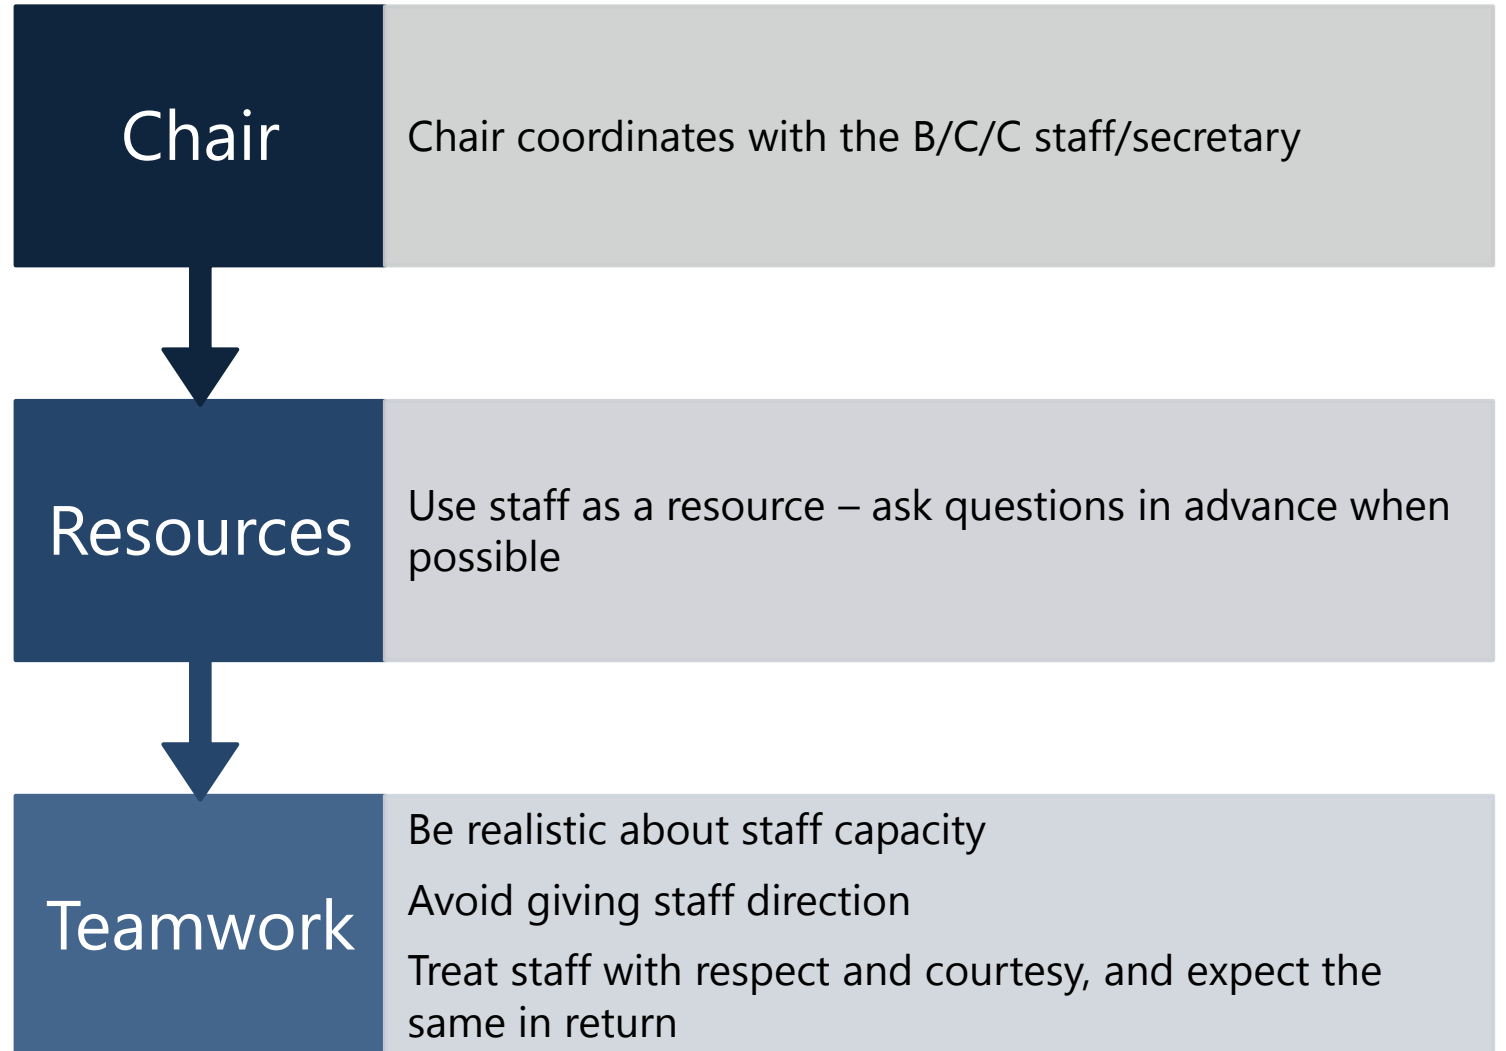 Chair
Chair coordinates with the B/C/C staff/secretary
Resources
Use staff as a resource – ask questions in advance when
possible
Teamwork
Be realistic about staff capacity
Avoid giving staff direction
Treat staff with respect and courtesy, and expect the
same in return